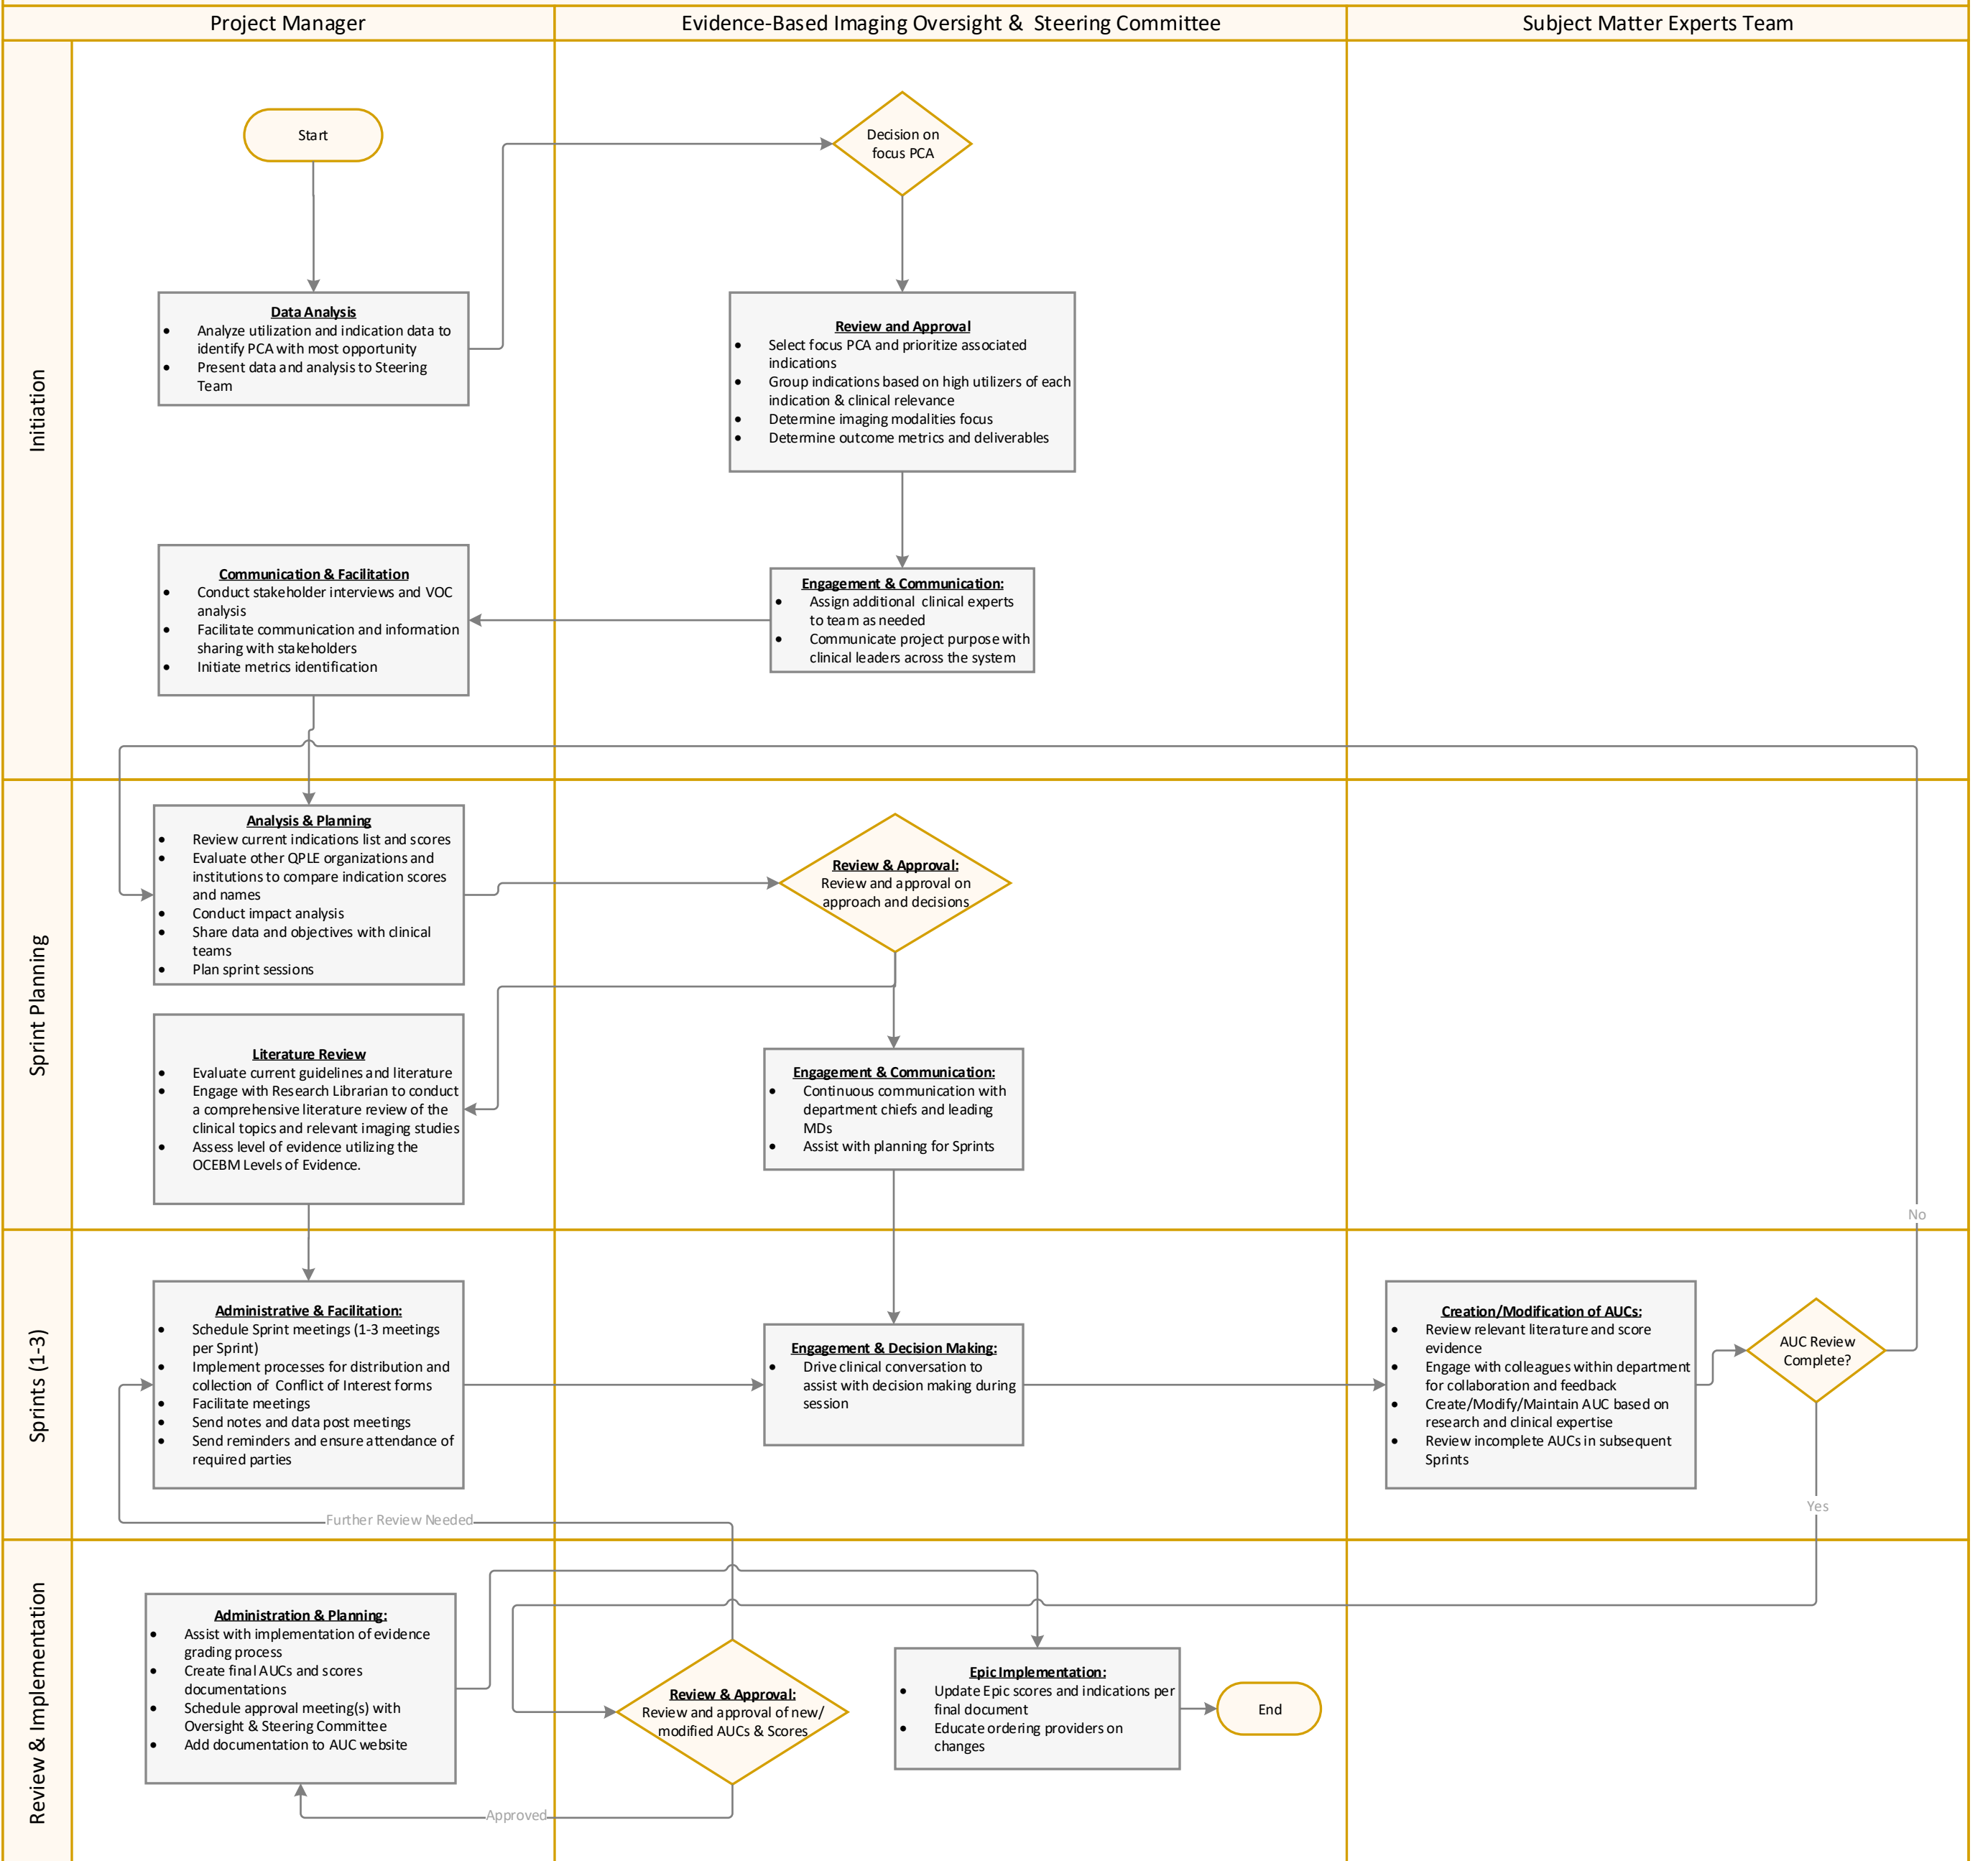 Project Manager
Evidence-Based Imaging Oversight & Steering Committee
Subject Matter Experts Team
Initiation
Start
Decision on
focus PCA
Data Analysis
• Analyze utilization and indication data to
identify PCA with most opportunity
• Present data and analysis to Steering
Team
Review and Approval
• Select focus PCA and prioritize associated
indications
• Group indications based on high utilizers of each
indication & clinical relevance
• Determine imaging modalities focus
• Determine outcome metrics and deliverables
Communication & Facilitation
• Conduct stakeholder interviews and VOC
analysis
• Facilitate communication and information
sharing with stakeholders
• Initiate metrics identification
Engagement & Communication:
• Assign additional clinical experts
to team as needed
• Communicate project purpose with
clinical leaders across the system
Sprint Planning
Analysis & Planning
• Review current indications list and scores
• Evaluate other QPLE organizations and
institutions to compare indication scores
and names
• Conduct impact analysis
• Share data and objectives with clinical
teams
• Plan sprint sessions
Review & Approval:
Review and approval on
approach and decisions
Literature Review
• Evaluate current guidelines and literature
• Engage with Research Librarian to conduct
a comprehensive literature review of the
clinical topics and relevant imaging studies
• Assess level of evidence utilizing the
OCEBM Levels of Evidence.
Engagement & Communication:
• Continuous communication with
department chiefs and leading
MDs
• Assist with planning for Sprints
No
Sprints (1-3)
Administrative & Facilitation:
• Schedule Sprint meetings (1-3 meetings
per Sprint)
• Implement processes for distribution and
collection of Conflict of Interest forms
• Facilitate meetings
• Send notes and data post meetings
• Send reminders and ensure attendance of
required parties
Engagement & Decision Making:
• Drive clinical conversation to
assist with decision making during
session
Creation/Modification of AUCs:
• Review relevant literature and score
evidence
• Engage with colleagues within department
for collaboration and feedback
• Create/Modify/Maintain AUC based on
research and clinical expertise
• Review incomplete AUCs in subsequent
Sprints
AUC Review
Complete?
Yes
Further Review Needed
Review & Implementation
Administration & Planning:
• Assist with implementation of evidence
grading process
• Create final AUCs and scores
documentations
• Schedule approval meeting(s) with
Oversight & Steering Committee
• Add documentation to AUC website
Review & Approval:
Review and approval of new/
modified AUCs & Scores
Epic Implementation:
• Update Epic scores and indications per
final document
• Educate ordering providers on
changes
End
Approved